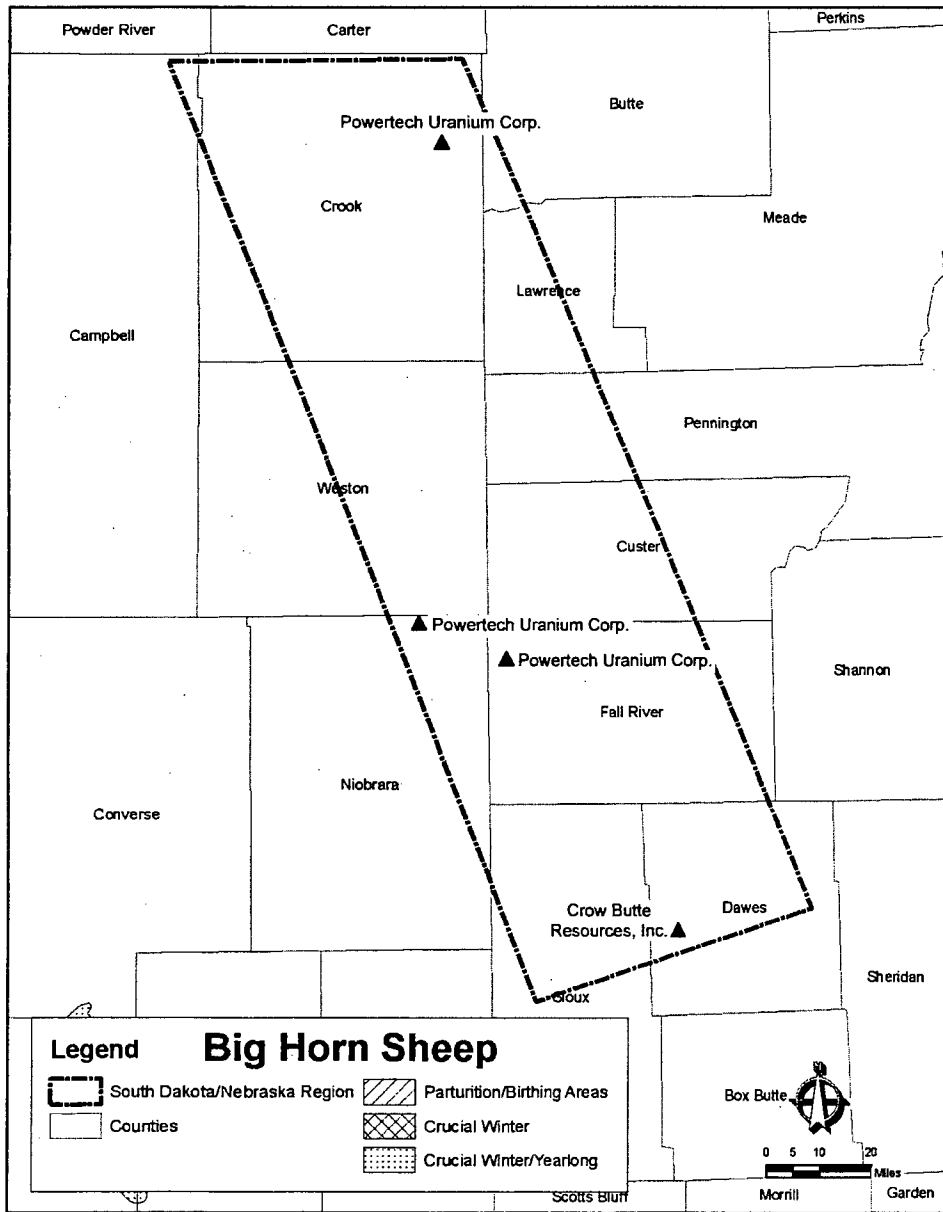 Powder River
Carter
Perkins
Butte
Powertech Uranium Corp.
Crook
Meade
Lawrence
Campbell
Pennington
Weston
Custer
Powertech Uranium Corp.
Powertech Uranium Corp.
Shannon
Fall River
Niobrara
Converse
Crow Butte
Resources, Inc.
Dawes
Sheridan
Sioux
Legend
Big Horn Sheep
South Dakota/Nebraska Region
Counties
Parturition/Birthing Areas
Crucial Winter
Crucial Winter/Yearlong
Box Butte
N
0 5 10 20
Miles
Scotts Bluff
Morrill
Garden